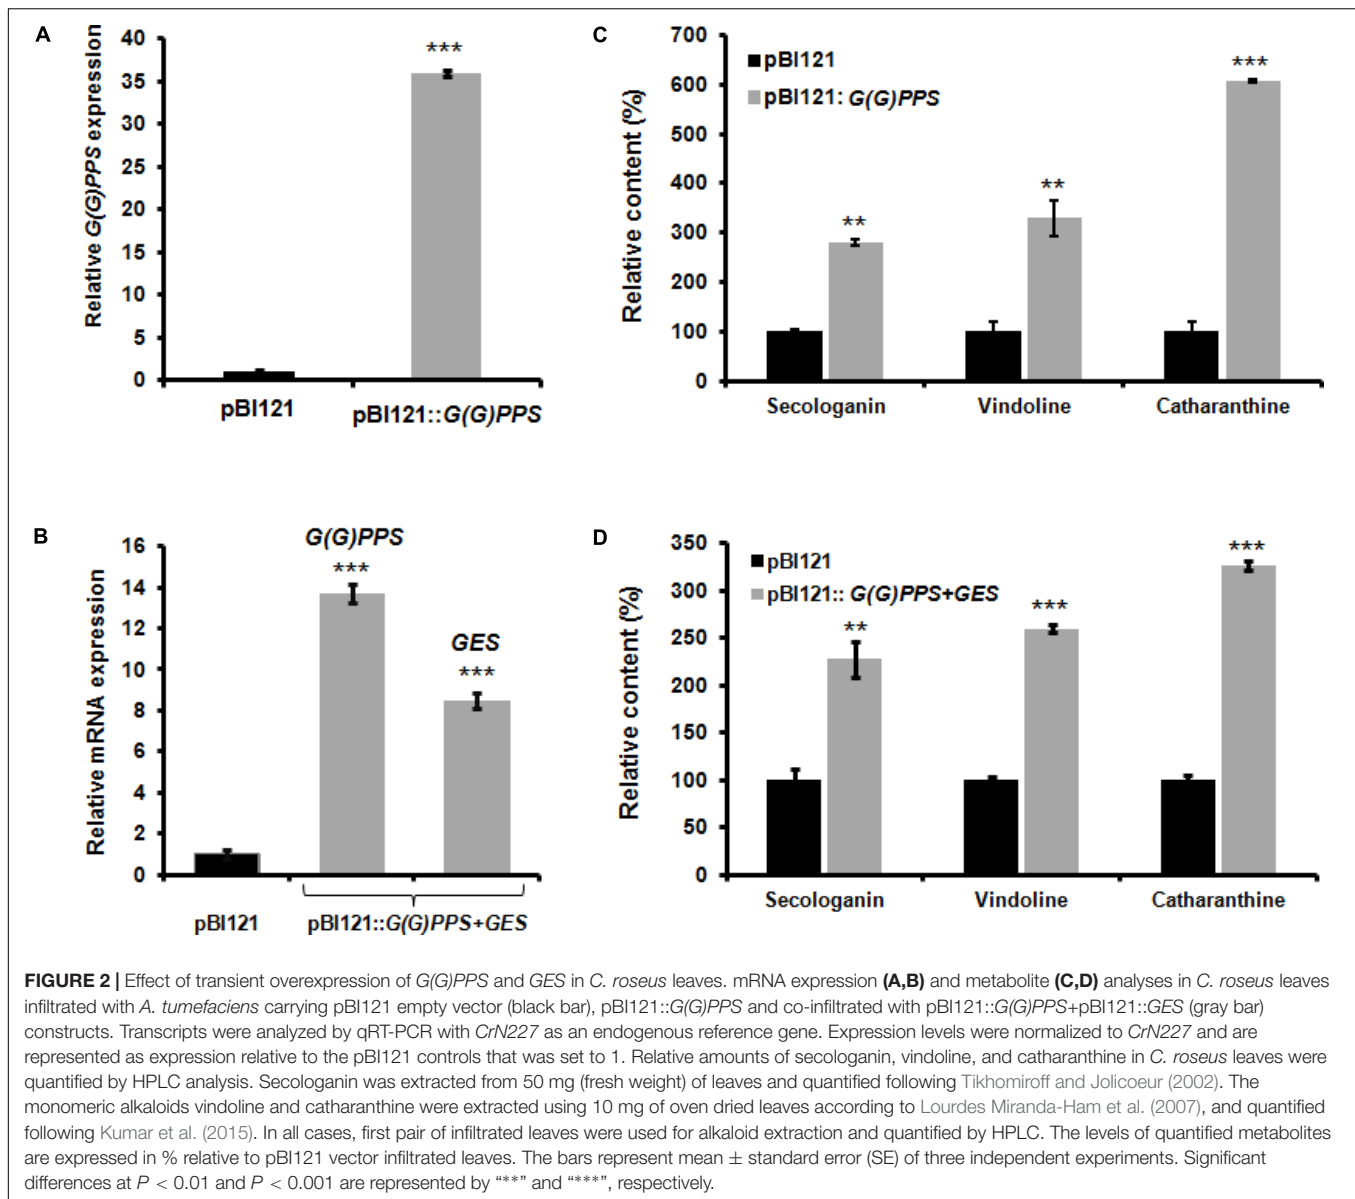 A
Relative G(G)PPS expression
40
35
30
25
20
15
10
5
0
***
pBI121
pBI121::G(G)PPS
C
Relative content (%)
700
600
500
400
300
200
100
0
pBI121
pBI121: G(G)PPS
**
**
***
Secologanin
Vindoline
Catharanthine
B
Relative mRNA expression
16
14
12
10
8
6
4
2
0
G(G)PPS
***
GES
***
pBI121
pBI121::G(G)PPS+GES
D
Relative content (%)
350
300
250
200
150
100
50
0
pBI121
pBI121:: G(G)PPS+GES
**
***
***
Secologanin
Vindoline
Catharanthine
FIGURE 2 | Effect of transient overexpression of G(G)PPS and GES in C. roseus leaves. mRNA expression (A,B) and metabolite (C,D) analyses in C. roseus leaves
infiltrated with A. tumefaciens carrying pBI121 empty vector (black bar), pBI121::G(G)PPS and co-infiltrated with pBI121::G(G)PPS+pBI121::GES (gray bar)
constructs. Transcripts were analyzed by qRT-PCR with CrN227 as an endogenous reference gene. Expression levels were normalized to CrN227 and are
represented as expression relative to the pBI121 controls that was set to 1. Relative amounts of secologanin, vindoline, and catharanthine in C. roseus leaves were
quantified by HPLC analysis. Secologanin was extracted from 50 mg (fresh weight) of leaves and quantified following Tikhomiroff and Jolicoeur (2002). The
monomeric alkaloids vindoline and catharanthine were extracted using 10 mg of oven dried leaves according to Lourdes Miranda-Ham et al. (2007), and quantified
following Kumar et al. (2015). In all cases, first pair of infiltrated leaves were used for alkaloid extraction and quantified by HPLC. The levels of quantified metabolites
are expressed in % relative to pBI121 vector infiltrated leaves. The bars represent mean ± standard error (SE) of three independent experiments. Significant
differences at P < 0.01 and P < 0.001 are represented by “**” and “***”, respectively.